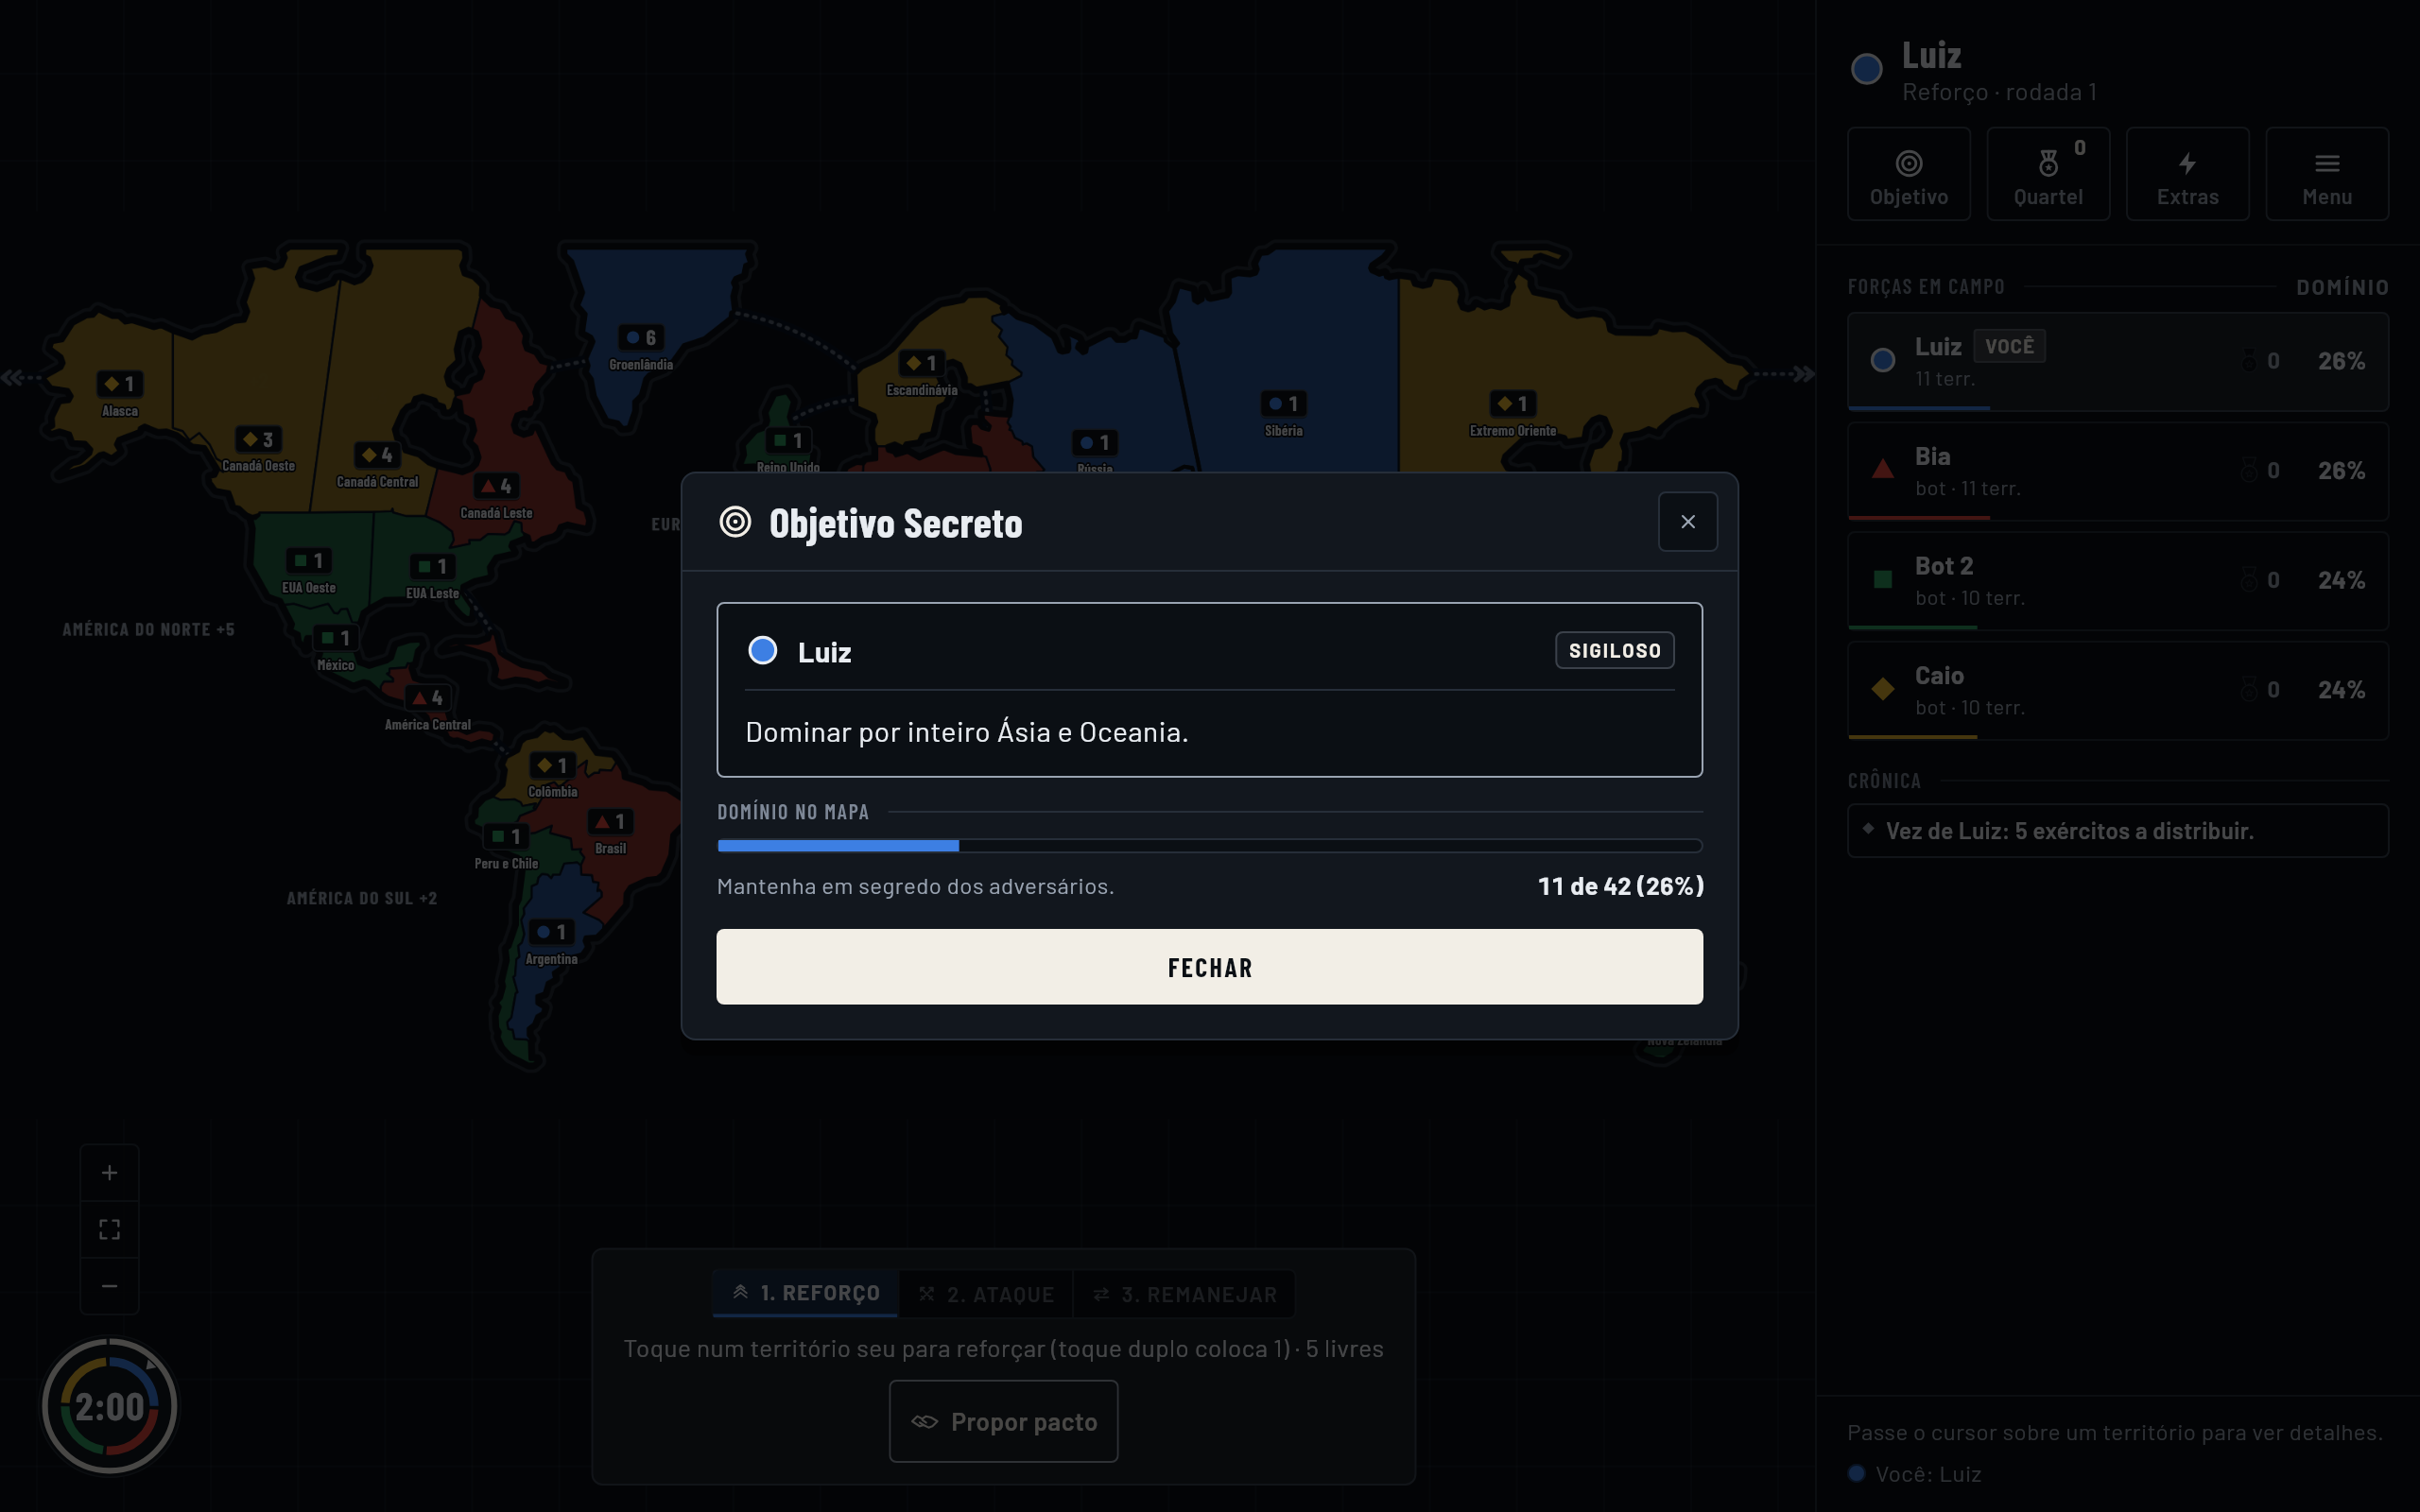 Luiz
Reforço · rodada 1
Objetivo
0
Quartel
Extras
Menu
FORÇAS EM CAMPO
DOMÍNIO
Luiz VOCÊ
11 terr.
0 26%
Bia
bot · 11 terr.
0 26%
Bot 2
bot · 10 terr.
0 24%
Caio
bot · 10 terr.
0 24%
CRÔNICA
Vez de Luiz: 5 exércitos a distribuir.
Passe o cursor sobre um território para ver detalhes.
Você: Luiz
6
Groenlândia
1
Alasca
3
Canadá Oeste
4
Canadá Central
4
Canadá Leste
1
Escandinávia
1
Reino Unido
1
Rússia
1
Sibéria
1
Extremo Oriente
1
EUA Oeste
1
EUA Leste
AMÉRICA DO NORTE +5
1
México
4
América Central
1
Colômbia
1
Brasil
1
Peru e Chile
AMÉRICA DO SUL +2
1
Argentina
EUR
Nova Zelândia
Objetivo Secreto
Luiz
SIGILOSO
Dominar por inteiro Ásia e Oceania.
DOMÍNIO NO MAPA
Mantenha em segredo dos adversários.
11 de 42 (26%)
FECHAR
1. REFORÇO
2. ATAQUE
3. REMANEJAR
Toque num território seu para reforçar (toque duplo coloca 1) · 5 livres
Propor pacto
2:00